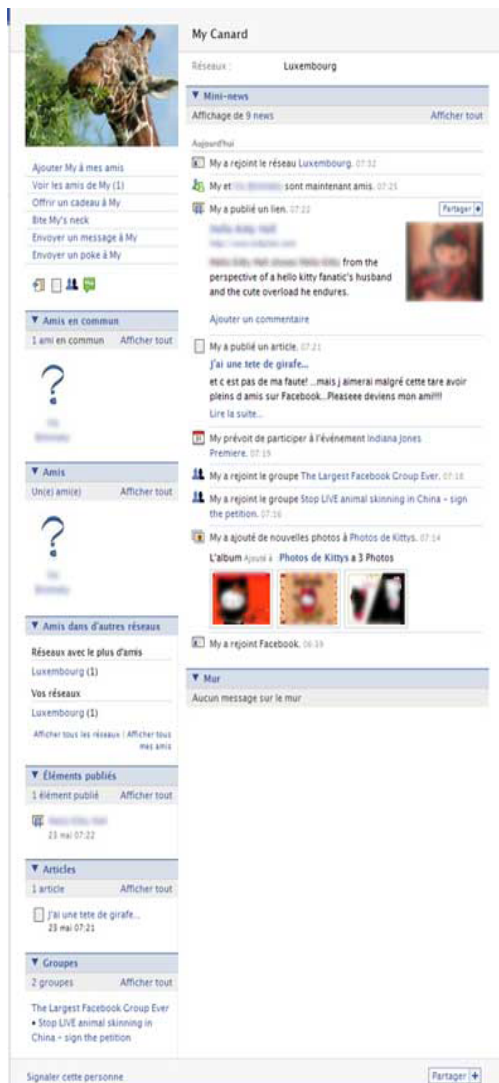 My Canard
Réseaux : Luxembourg
Mini-news
Affichage de 9 news Afficher tout
Aujourd'hui
My a rejoint le réseau Luxembourg. 07:32
My et sont maintenant amis. 07:25
My a publié un lien. 07:22
Partager +
from the
perspective of a hello kitty fanatic's husband
and the cute overload he endures.
Ajouter un commentaire
My a publié un article. 07:21
J'ai une tete de girafe...
et c est pas de ma faute! ...mais j aimerai malgré cette tare avoir
pleins d amis sur Facebook...Pleaseee deviens mon ami!!!
Lire la suite...
My prévoit de participer à l'événement Indiana Jones
Premiere. 07:19
My a rejoint le groupe The Largest Facebook Group Ever. 07:18
My a rejoint le groupe Stop LIVE animal skinning in China – sign
the petition. 07:16
My a ajouté de nouvelles photos à Photos de Kittys. 07:14
L'album Ajouté à : Photos de Kittys a 3 Photos
My a rejoint Facebook. 06:39
Mur
Aucun message sur le mur
Ajouter My à mes amis
Voir les amis de My (1)
Offrir un cadeau à My
Bite My's neck
Envoyer un message à My
Envoyer un poke à My
Amis en commun
1 ami en commun Afficher tout
?
Amis
Un(e) ami(e) Afficher tout
?
Amis dans d'autres réseaux
Réseaux avec le plus d'amis
Luxembourg (1)
Vos réseaux
Luxembourg (1)
Afficher tous les réseaux | Afficher tous
mes amis
Éléments publiés
1 élément publié Afficher tout
23 mai 07:22
Articles
1 article Afficher tout
J'ai une tete de girafe...
23 mai 07:21
Groupes
2 groupes Afficher tout
The Largest Facebook Group Ever
• Stop LIVE animal skinning in
China – sign the petition
Signaler cette personne
Partager +